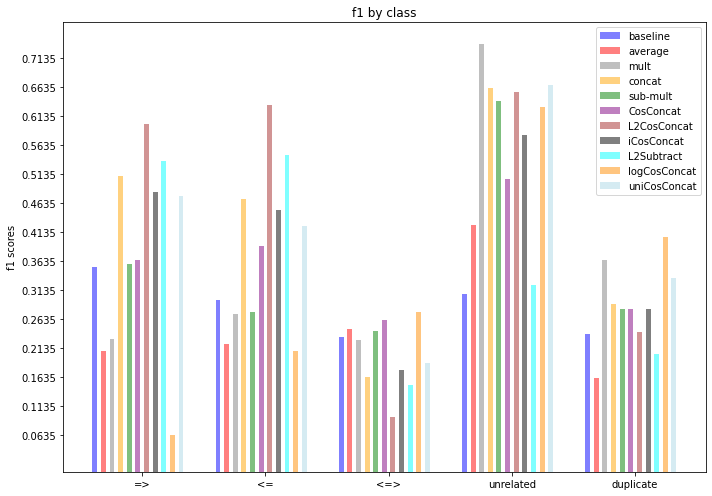 f1 by class
f1 scores
0.7135
0.6635
0.6135
0.5635
0.5135
0.4635
0.4135
0.3635
0.3135
0.2635
0.2135
0.1635
0.1135
0.0635
baseline
average
mult
concat
sub-mult
CosConcat
L2CosConcat
iCosConcat
L2Subtract
logCosConcat
uniCosConcat
=> <= <=> unrelated duplicate